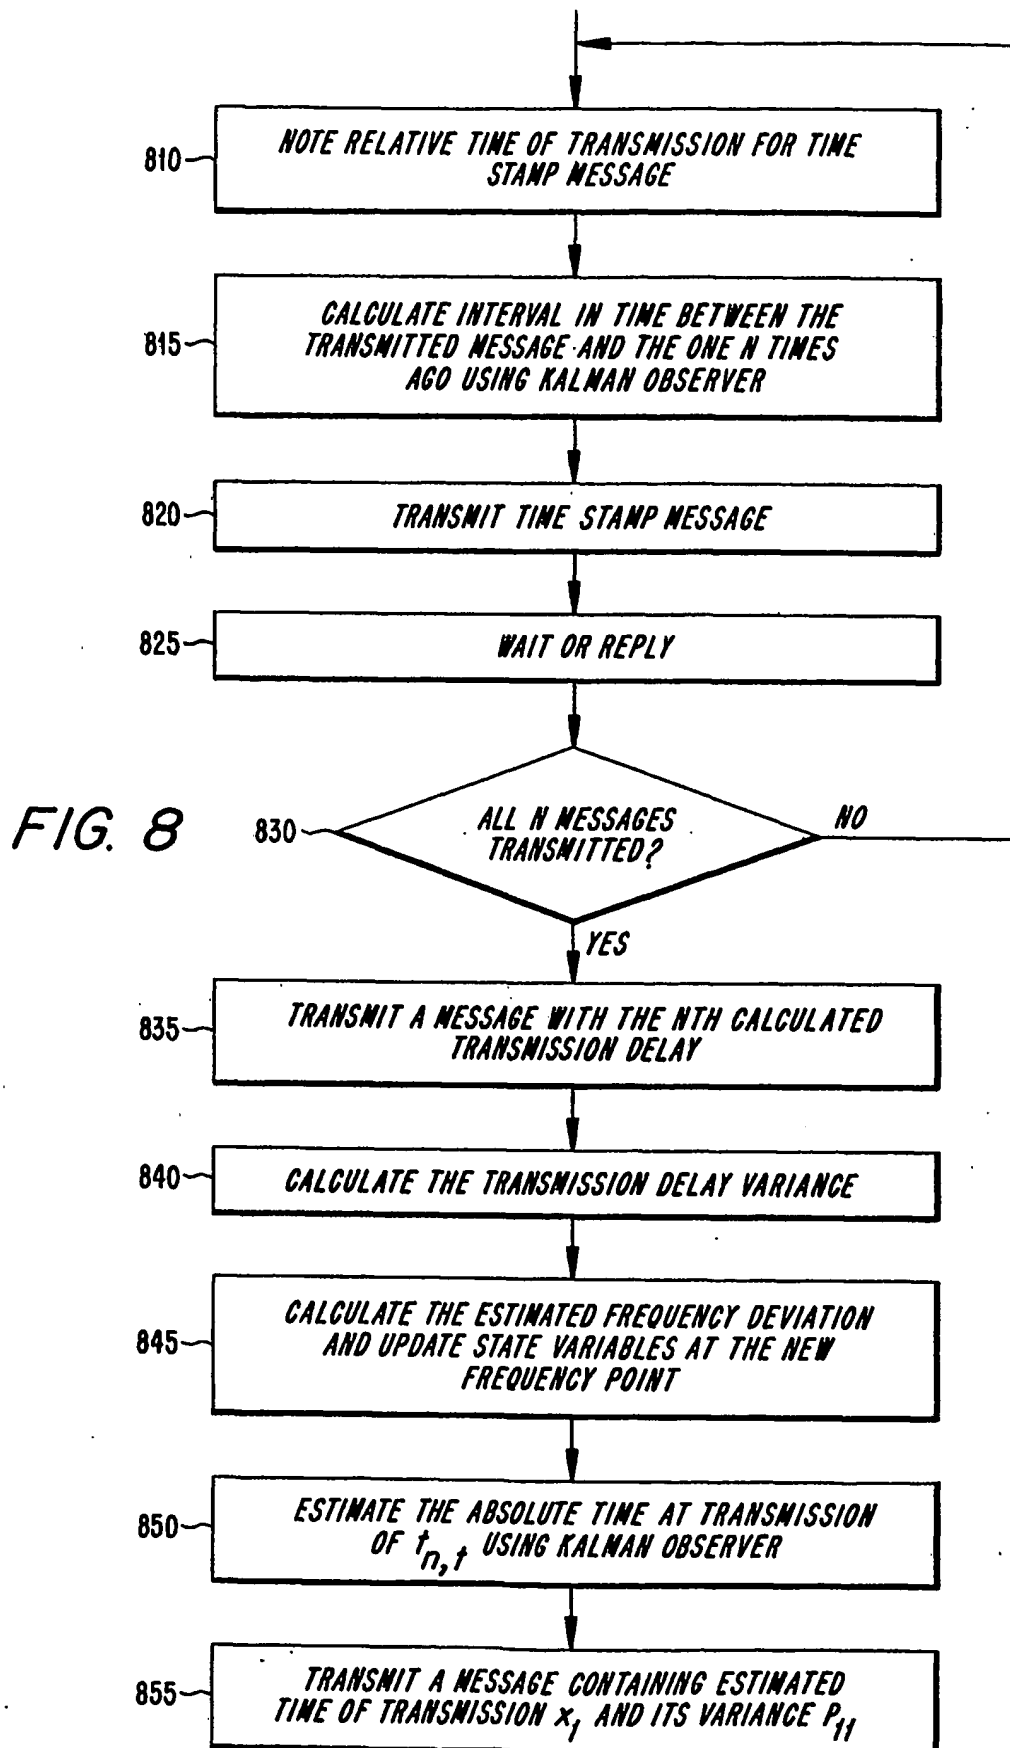 810
NOTE RELATIVE TIME OF TRANSMISSION FOR TIME
STAMP MESSAGE
815
CALCULATE INTERVAL IN TIME BETWEEN THE
TRANSMITTED MESSAGE AND THE ONE N TIMES
AGO USING KALMAN OBSERVER
820
TRANSMIT TIME STAMP MESSAGE
825
WAIT OR REPLY
FIG. 8
830
ALL N MESSAGES
TRANSMITTED?
NO
YES
835
TRANSMIT A MESSAGE WITH THE NTH CALCULATED
TRANSMISSION DELAY
840
CALCULATE THE TRANSMISSION DELAY VARIANCE
845
CALCULATE THE ESTIMATED FREQUENCY DEVIATION
AND UPDATE STATE VARIABLES AT THE NEW
FREQUENCY POINT
850
ESTIMATE THE ABSOLUTE TIME AT TRANSMISSION
OF t_{n,t} USING KALMAN OBSERVER
855
TRANSMIT A MESSAGE CONTAINING ESTIMATED
TIME OF TRANSMISSION x_1 AND ITS VARIANCE P_{11}